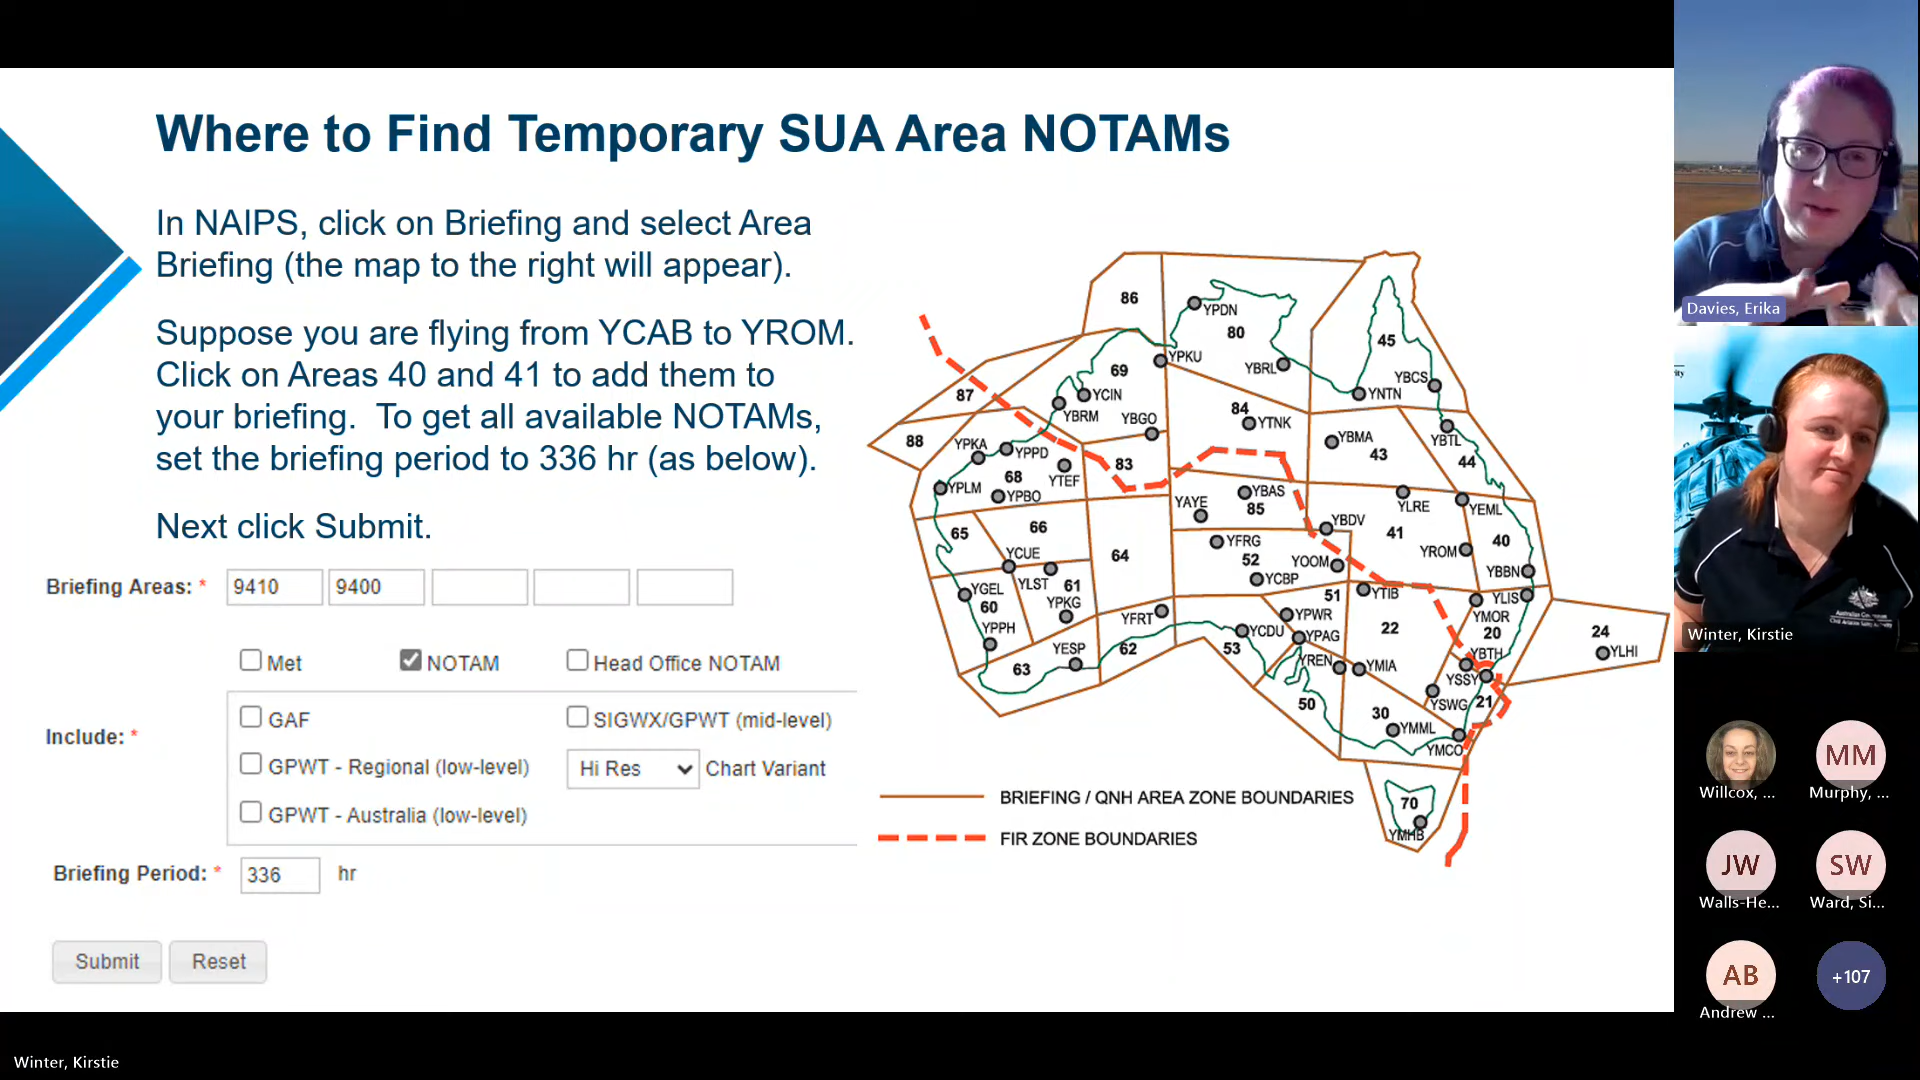 Where to Find Temporary SUA Area NOTAMs
In NAIPS, click on Briefing and select Area
Briefing (the map to the right will appear).
Suppose you are flying from YCAB to YROM.
Click on Areas 40 and 41 to add them to
your briefing.  To get all available NOTAMs,
set the briefing period to 336 hr (as below).
Next click Submit.
Briefing Areas: * 9410 9400
Met NOTAM Head Office NOTAM
Include: *
GAF SIGWX/GPWT (mid-level)
GPWT - Regional (low-level) Hi Res Chart Variant
GPWT - Australia (low-level)
Briefing Period: * 336 hr
Submit Reset
86
YPDN
80
45
YPKU
YBRL
YBCS
69
YCIN
YNTN
87
YBRM
YBGO
84
YTNK
YBMA
YBTL
88
YPKA
YPPD
83
43
44
68
YTEF
YPLM
YPBO
YAYE
YBAS
85
YLRE
YEML
65
66
YBDV
41
40
YCUE
64
YFRG
52
YOOM
YROM
YBBN
YGEL
YLST
61
YCBP
51
YTIB
YLIS
60
YPKG
YFRT
YPWR
YMOR
YPPH
YCDU
YPAG
22
20
24
YLHI
YESP
62
53
YREN
YMIA
YBTH
YSSY
63
50
YSWG
21
30
YMML
YMCO
70
YMHB
BRIEFING / QNH AREA ZONE BOUNDARIES
FIR ZONE BOUNDARIES
Davies, Erika
Winter, Kirstie
MM
Willcox, ... Murphy, ...
JW SW
Walls-He... Ward, Si...
AB +107
Andrew ...
Winter, Kirstie